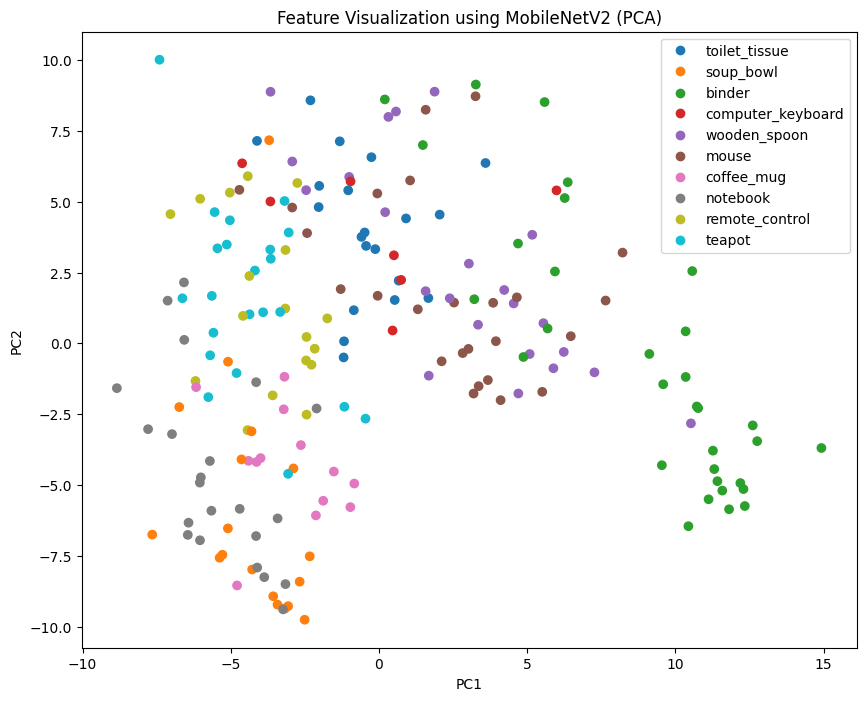 Feature Visualization using MobileNetV2 (PCA)
toilet_tissue
soup_bowl
binder
computer_keyboard
wooden_spoon
mouse
coffee_mug
notebook
remote_control
teapot
PC2
10.0
7.5
5.0
2.5
0.0
−2.5
−5.0
−7.5
−10.0
−10
−5
0
5
10
15
PC1